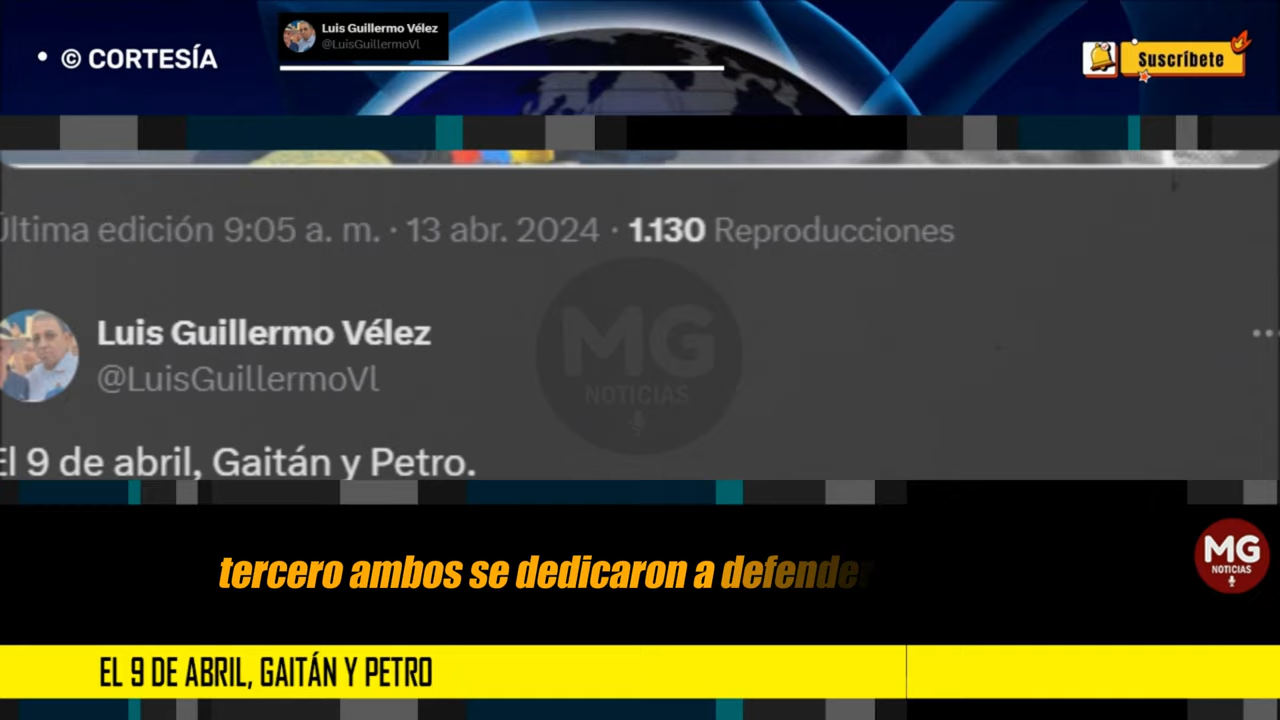 • © CORTESÍA
Luis Guillermo Vélez
@LuisGuillermoVl
Suscríbete
Última edición 9:05 a. m. · 13 abr. 2024 · 1.130 Reproducciones
Luis Guillermo Vélez
@LuisGuillermoVl
MG
NOTICIAS
El 9 de abril, Gaitán y Petro.
tercero ambos se dedicaron a defender
MG
NOTICIAS
EL 9 DE ABRIL, GAITÁN Y PETRO